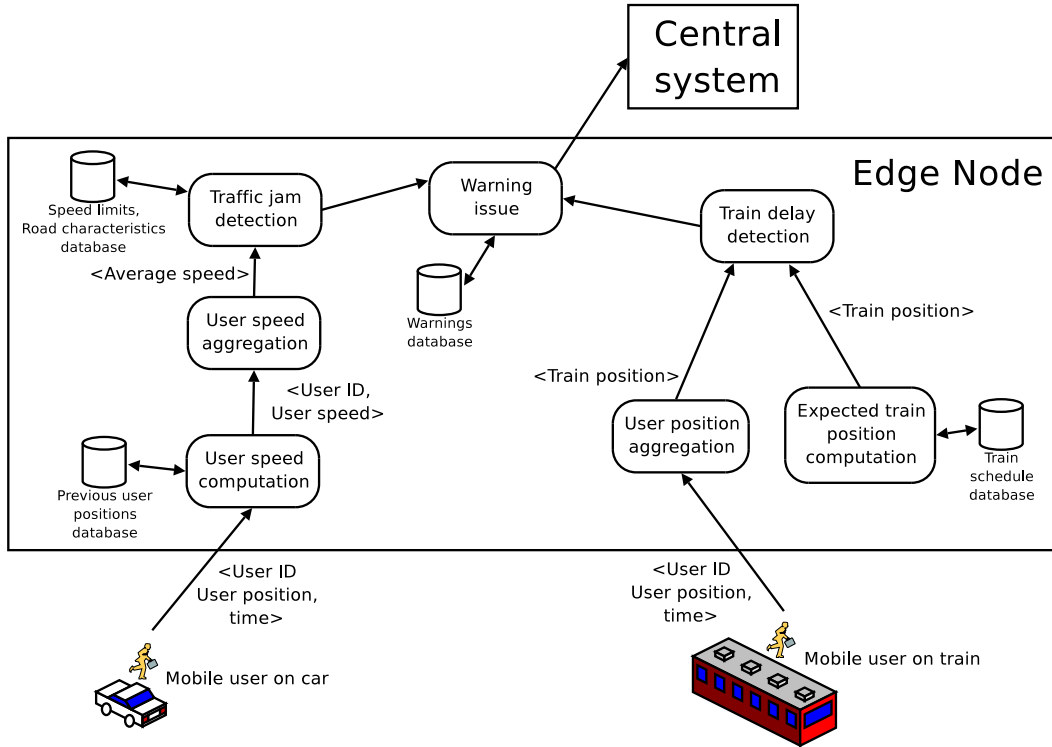 Central
system
Edge Node
Traffic jam
detection
Warning
issue
Train delay
detection
Speed limits,
Road characteristics
database
<Average speed>
User speed
aggregation
Warnings
database
<Train position>
<Train position>
<User ID,
User speed>
User position
aggregation
Expected train
position
computation
User speed
computation
Previous user
positions
database
Train
schedule
database
<User ID
User position,
time>
<User ID
User position,
time>
Mobile user on car
Mobile user on train